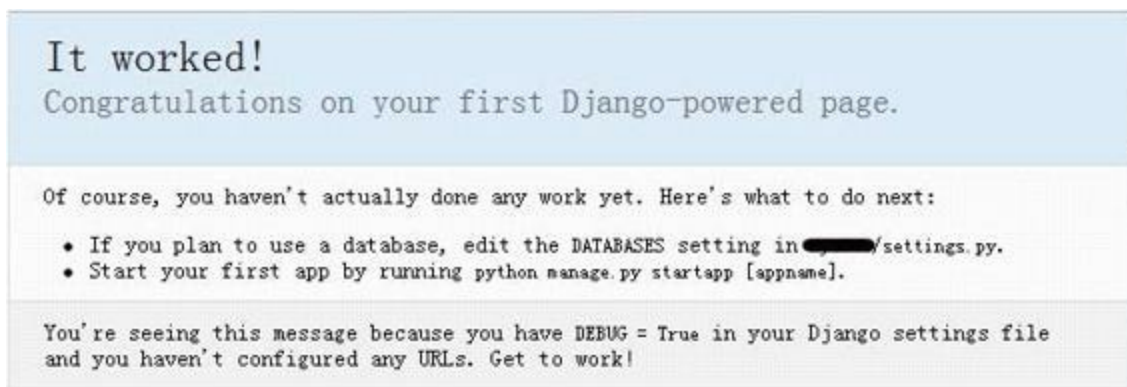 It worked!
Congratulations on your first Django-powered page.
Of course, you haven't actually done any work yet. Here's what to do next:
• If you plan to use a database, edit the DATABASES setting in /settings.py.
• Start your first app by running python manage.py startapp [appname].
You're seeing this message because you have DEBUG = True in your Django settings file
and you haven't configured any URLs. Get to work!